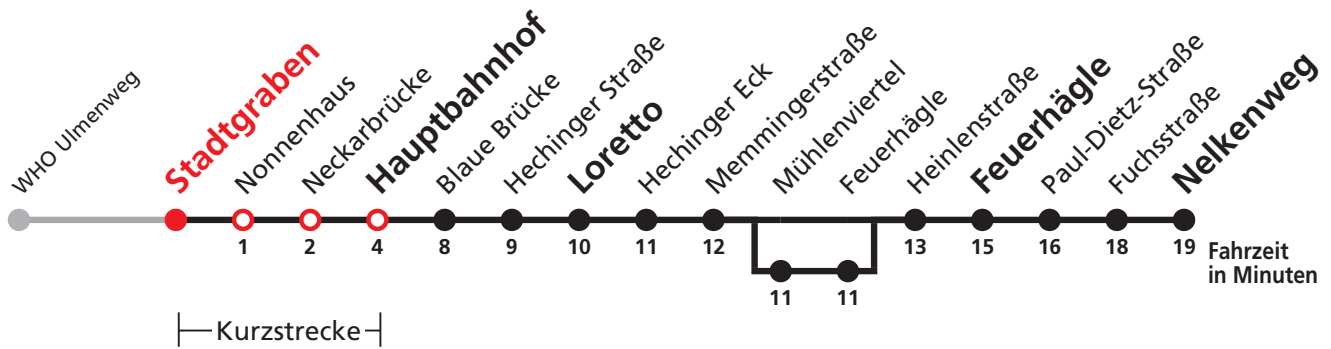 WHO Ulmenweg
Stadtgraben
Nonnenhaus
Neckarbrücke
Hauptbahnhof
Blaue Brücke
Hechinger Straße
Loretto
Hechinger Eck
Memmingerstraße
Mühlenviertel
Feuerhägle
Heinlenstraße
Feuerhägle
Paul-Dietz-Straße
Fuchsstraße
Nelkenweg
1 2 4 8 9 10 11 12 13 15 16 18 19
Fahrzeit
in Minuten
11 11
Kurzstrecke